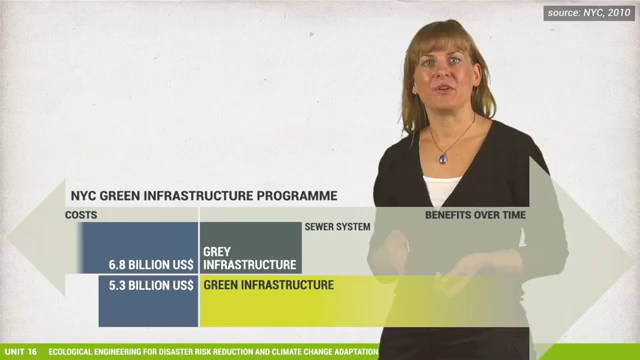 source: NYC, 2010
NYC GREEN INFRASTRUCTURE PROGRAMME
COSTS
BENEFITS OVER TIME
SEWER SYSTEM
6.8 BILLION US$
GREY
INFRASTRUCTURE
5.3 BILLION US$
GREEN INFRASTRUCTURE
UNIT 16 ECOLOGICAL ENGINEERING FOR DISASTER RISK REDUCTION AND CLIMATE CHANGE ADAPTATION